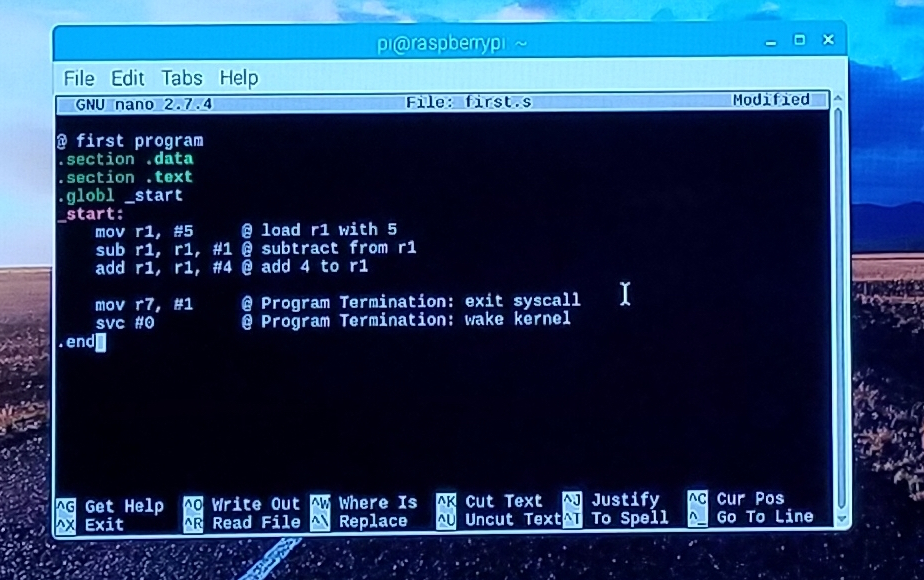 pi@raspberrypi ~
File Edit Tabs Help
GNU nano 2.7.4 File: first.s Modified
@ first program
.section .data
.section .text
.globl _start
_start:
    mov r1, #5     @ load r1 with 5
    sub r1, r1, #1 @ subtract from r1
    add r1, r1, #4 @ add 4 to r1
    mov r7, #1     @ Program Termination: exit syscall
    svc #0         @ Program Termination: wake kernel
.end
^G Get Help ^O Write Out ^W Where Is ^K Cut Text ^J Justify ^C Cur Pos
^X Exit ^R Read File ^\ Replace ^U Uncut Text ^T To Spell ^_ Go To Line